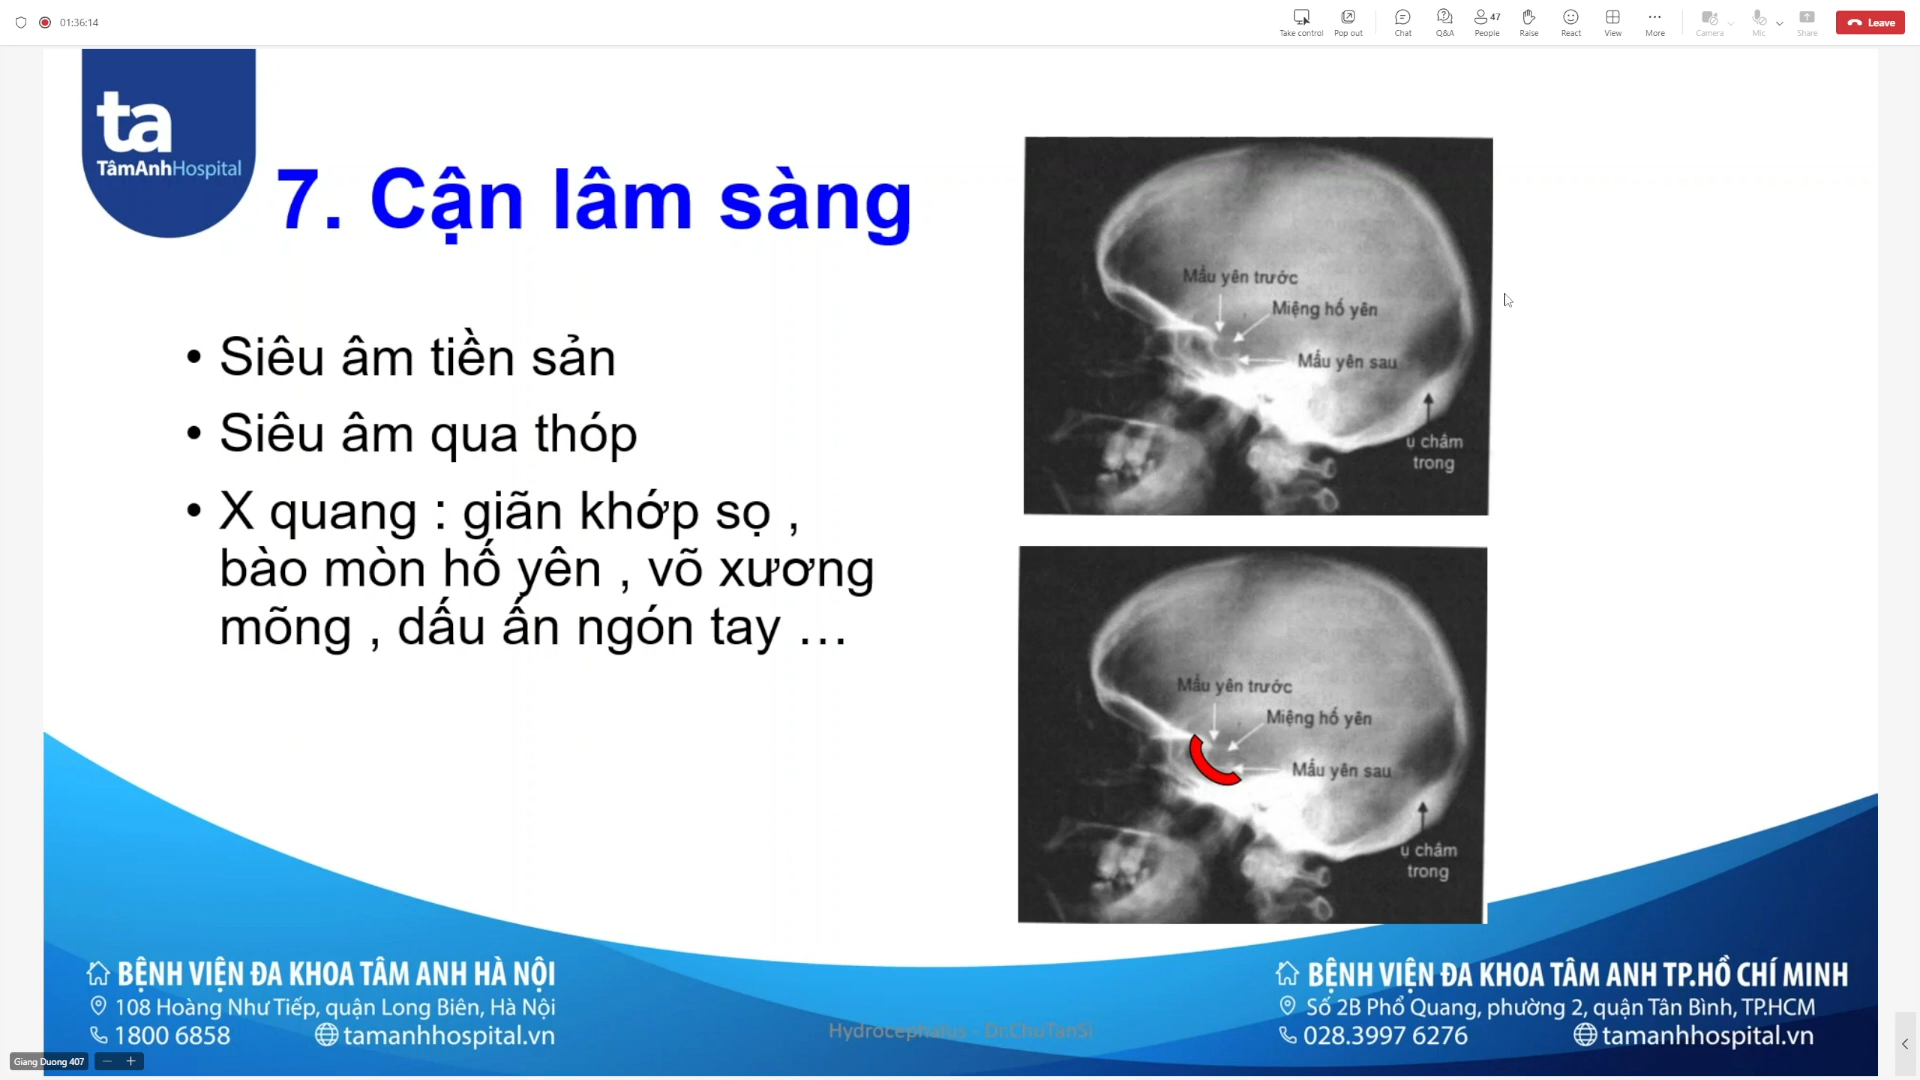 01:36:14
Take control
Pop out
Chat
Q&A
47
People
Raise
React
View
More
Camera
Mic
Share
Leave
ta
TâmAnhHospital
7. Cận lâm sàng
• Siêu âm tiền sản
• Siêu âm qua thóp
• X quang : giãn khớp sọ ,
bào mòn hố yên , võ xương
mõng , dấu ấn ngón tay …
Mấu yên trước
Miệng hố yên
Mấu yên sau
ụ chẩm
trong
Mấu yên trước
Miệng hố yên
Mấu yên sau
ụ chẩm
trong
BỆNH VIỆN ĐA KHOA TÂM ANH HÀ NỘI
108 Hoàng Như Tiếp, quận Long Biên, Hà Nội
1800 6858
tamanhhospital.vn
Hydrocephalus - Dr.ChuTanSi
BỆNH VIỆN ĐA KHOA TÂM ANH TP.HỒ CHÍ MINH
Số 2B Phổ Quang, phường 2, quận Tân Bình, TP.HCM
028.3997 6276
tamanhhospital.vn
Giang Duong 407